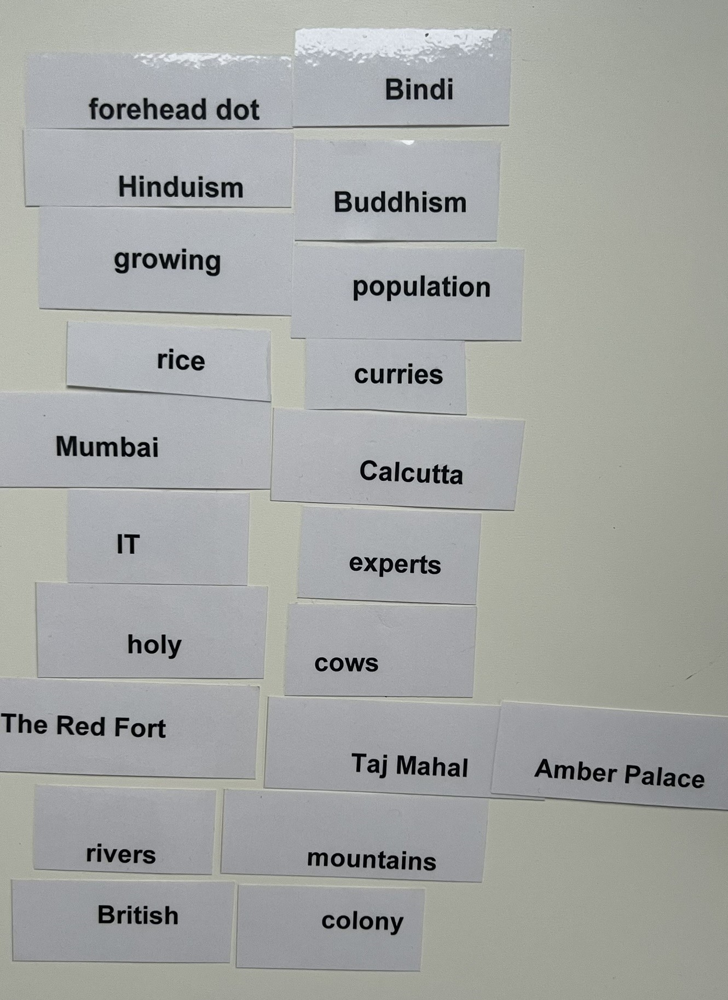 forehead dot Bindi
Hinduism Buddhism
growing population
rice curries
Mumbai Calcutta
IT experts
holy cows
The Red Fort Taj Mahal Amber Palace
rivers mountains
British colony